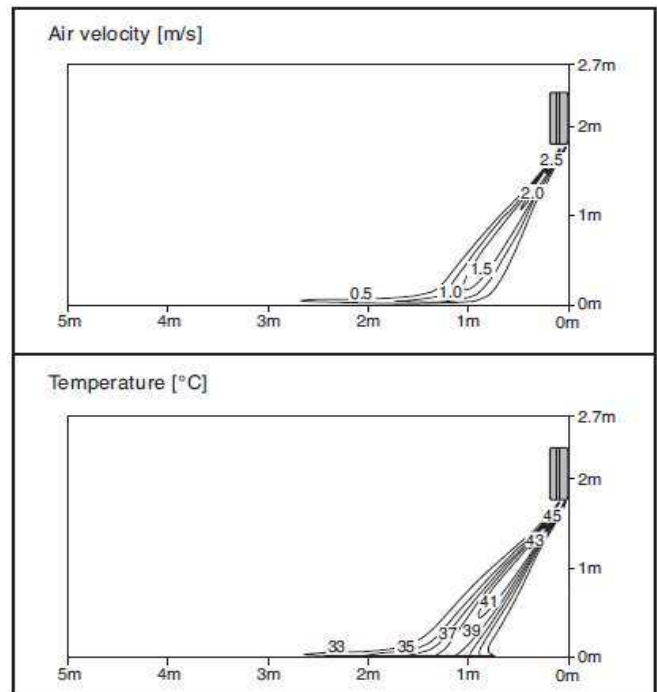 Air velocity [m/s]
2.7m
2m
2.5
2.0
1m
1.5
0.5
1.0
0m
5m 4m 3m 2m 1m 0m
Temperature [°C]
2.7m
2m
45
43
1m
41
37 39
33 35
0m
5m 4m 3m 2m 1m 0m